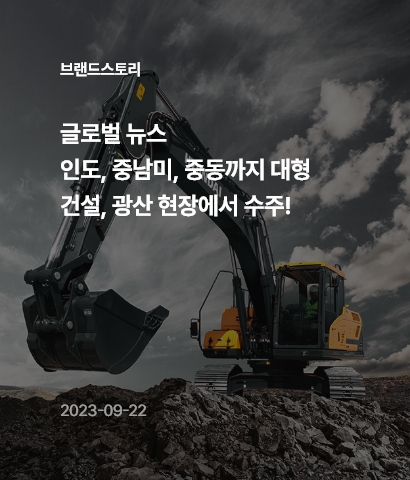 브랜드스토리
글로벌 뉴스
인도, 중남미, 중동까지 대형
건설, 광산 현장에서 수주!
2023-09-22